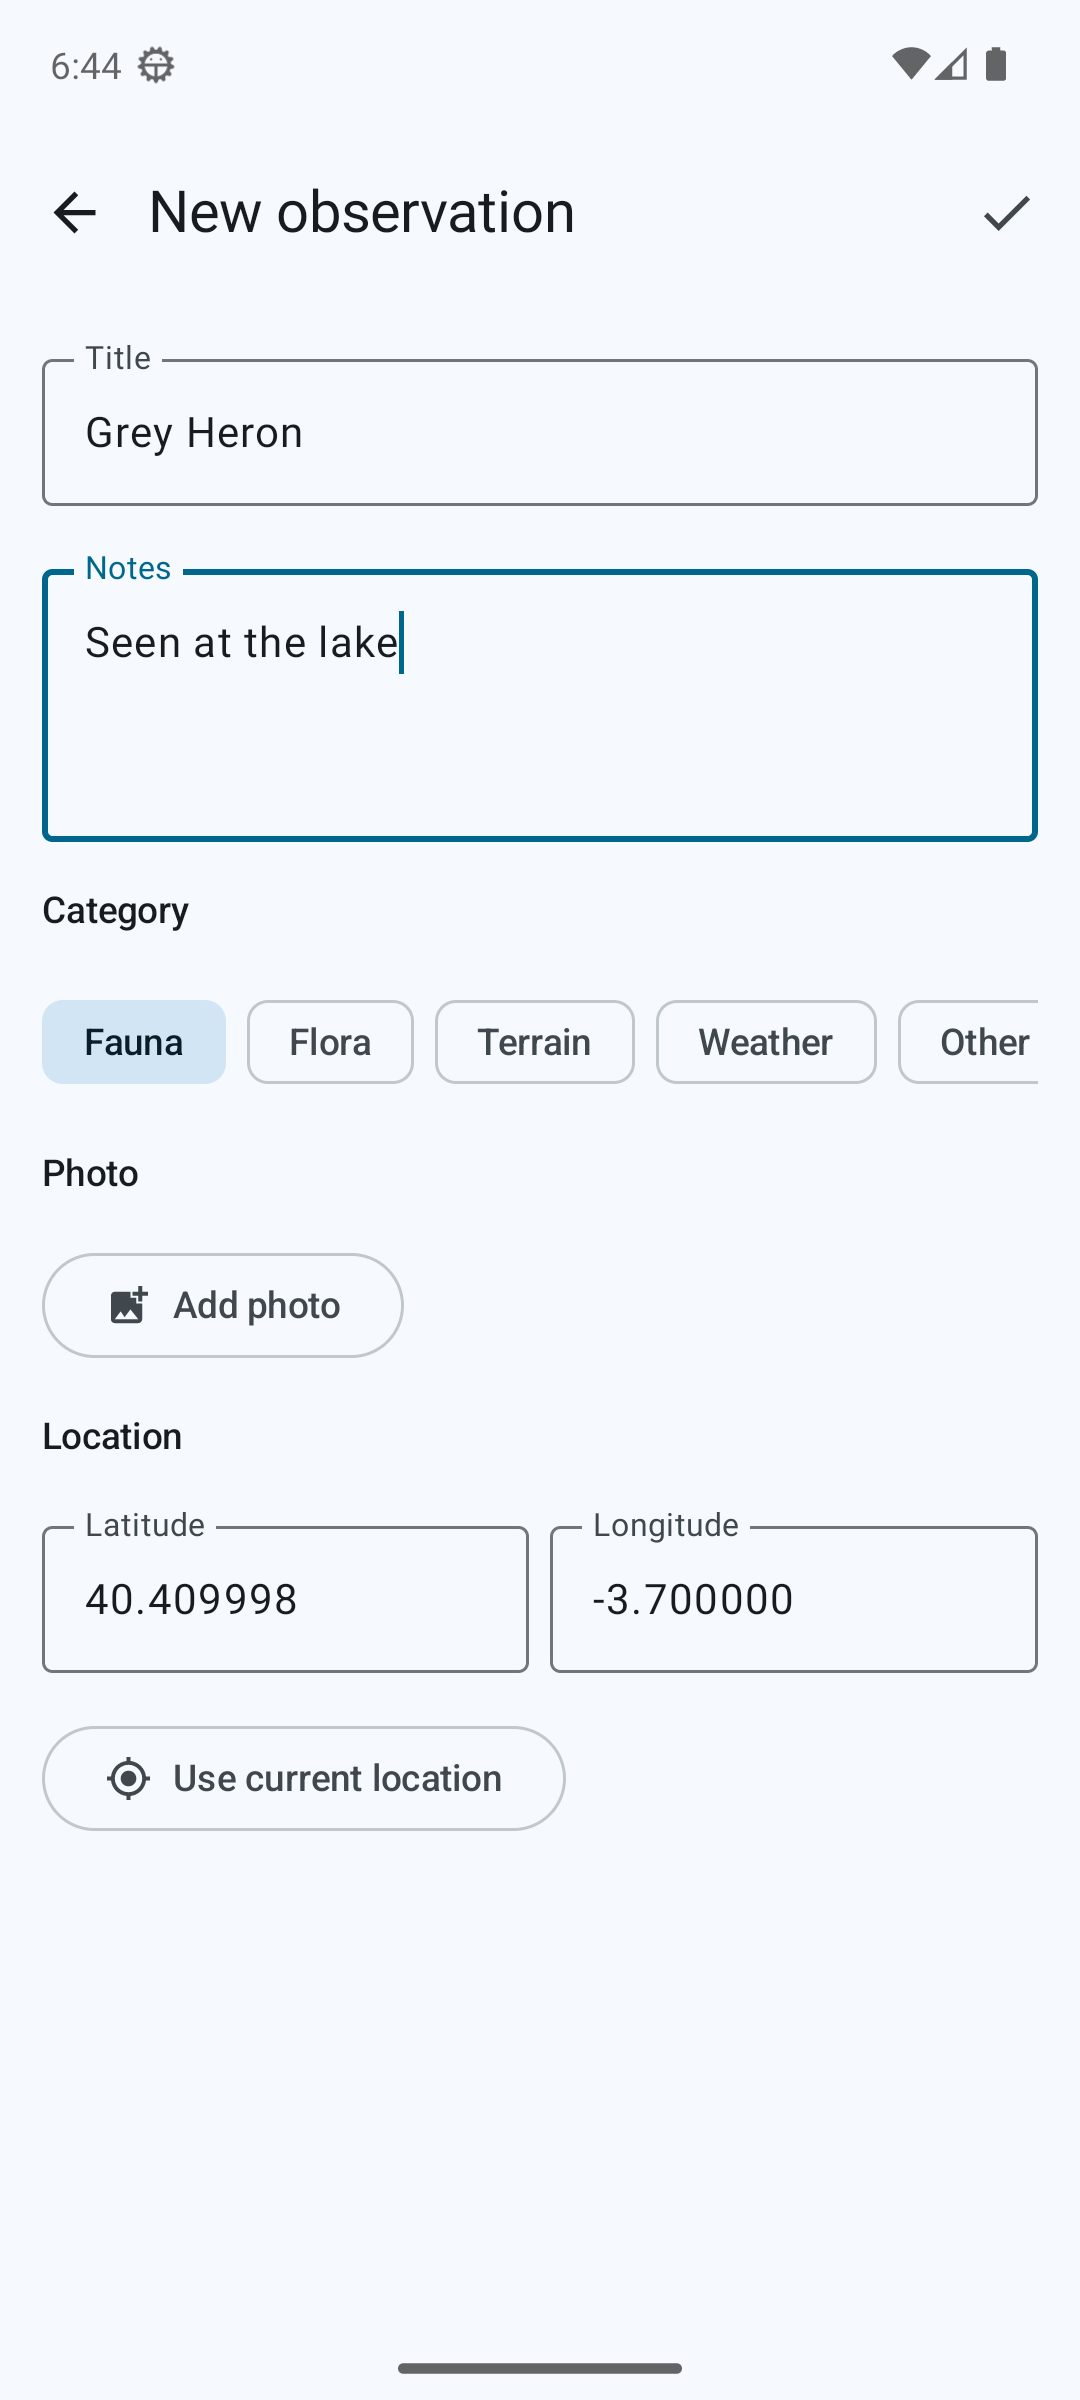 6:44
New observation
Title
Grey Heron
Notes
Seen at the lake
Category
Fauna Flora Terrain Weather Other
Photo
Add photo
Location
Latitude Longitude
40.409998 -3.700000
Use current location